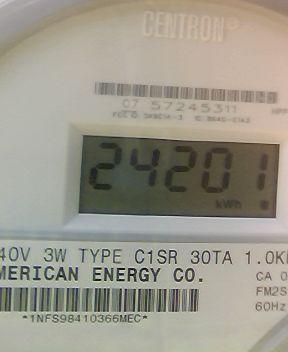 CENTRON®
07 57245311
24201
kWh
40V 3W TYPE C1SR 30TA 1.0K
MERICAN ENERGY CO.
CA 0
FM2S
60Hz
*1NFS98410366MEC*